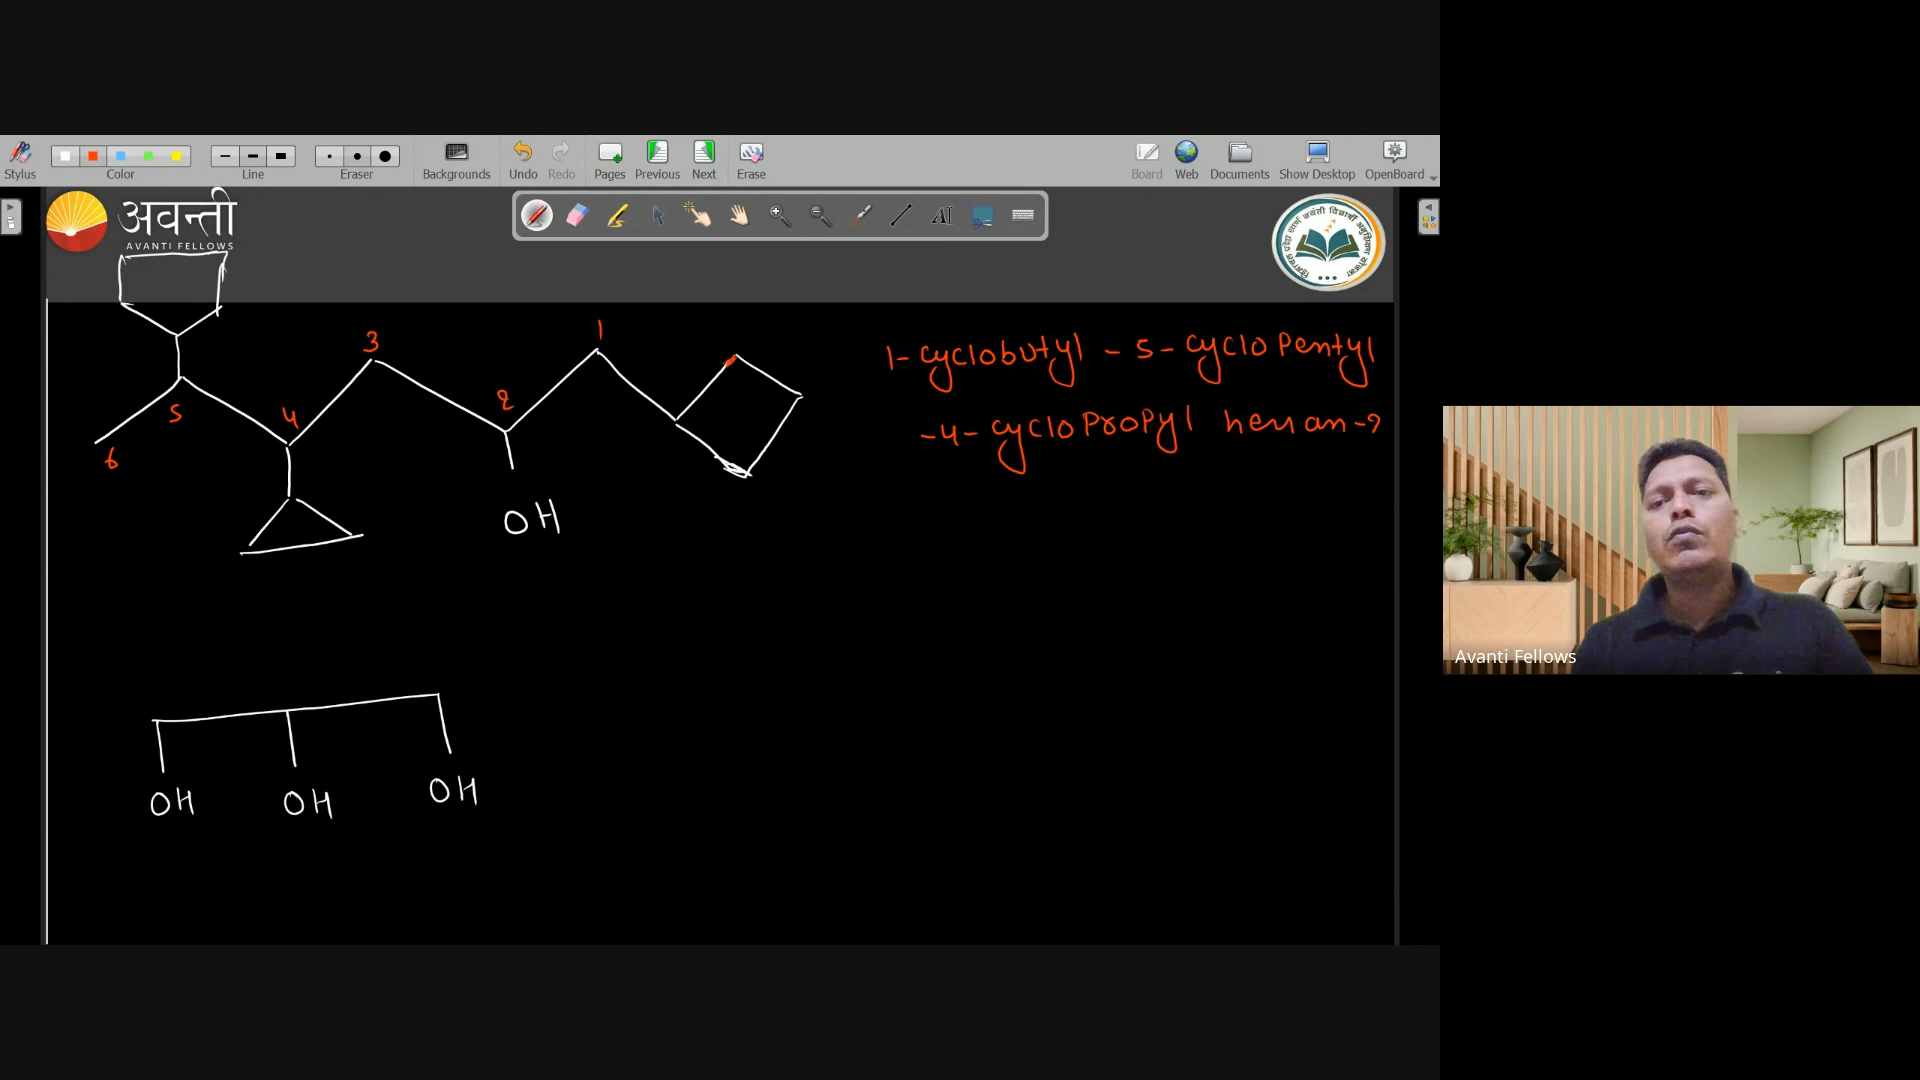 Stylus
Color
Line
Eraser
Backgrounds
Undo
Redo
Pages
Previous
Next
Erase
Board
Web
Documents
Show Desktop
OpenBoard
अवन्ती
AVANTI FELLOWS
1
3
2
4
5
6
OH
1-cyclobutyl - 5-cyclo Pentyl
-4-cyclo Propyl hexan-2
OH OH OH
Avanti Fellows